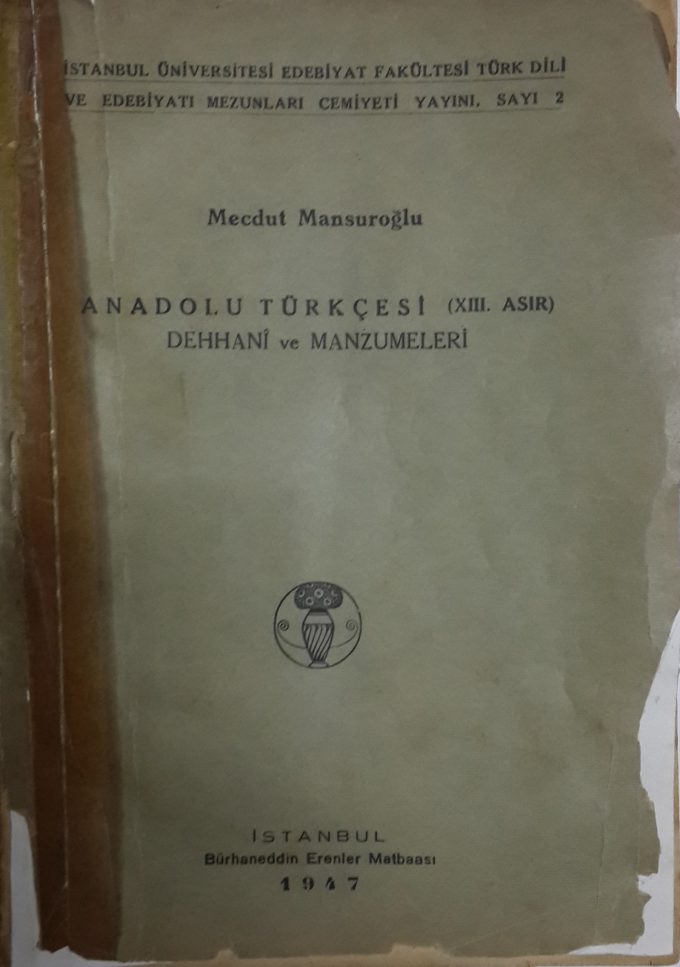 İSTANBUL ÜNİVERSİTESİ EDEBİYAT FAKÜLTESİ TÜRK DİLİ
VE EDEBİYATI MEZUNLARI CEMİYETİ YAYINI, SAYI 2
Mecdut Mansuroğlu
ANADOLU TÜRKÇESİ (XIII. ASIR)
DEHHANÎ ve MANZUMELERİ
İSTANBUL
Bürhaneddin Erenler Matbaası
1947